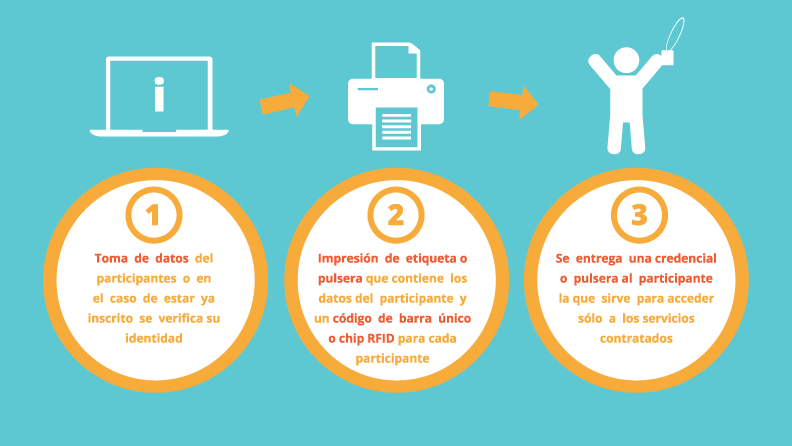 i
1
Toma de datos del
participantes o en
el caso de estar ya
inscrito se verifica su
identidad
2
Impresión de etiqueta o
pulsera que contiene los
datos del participante y
un código de barra único
o chip RFID para cada
participante
3
Se entrega una credencial
o pulsera al participante
la que sirve para acceder
sólo a los servicios
contratados